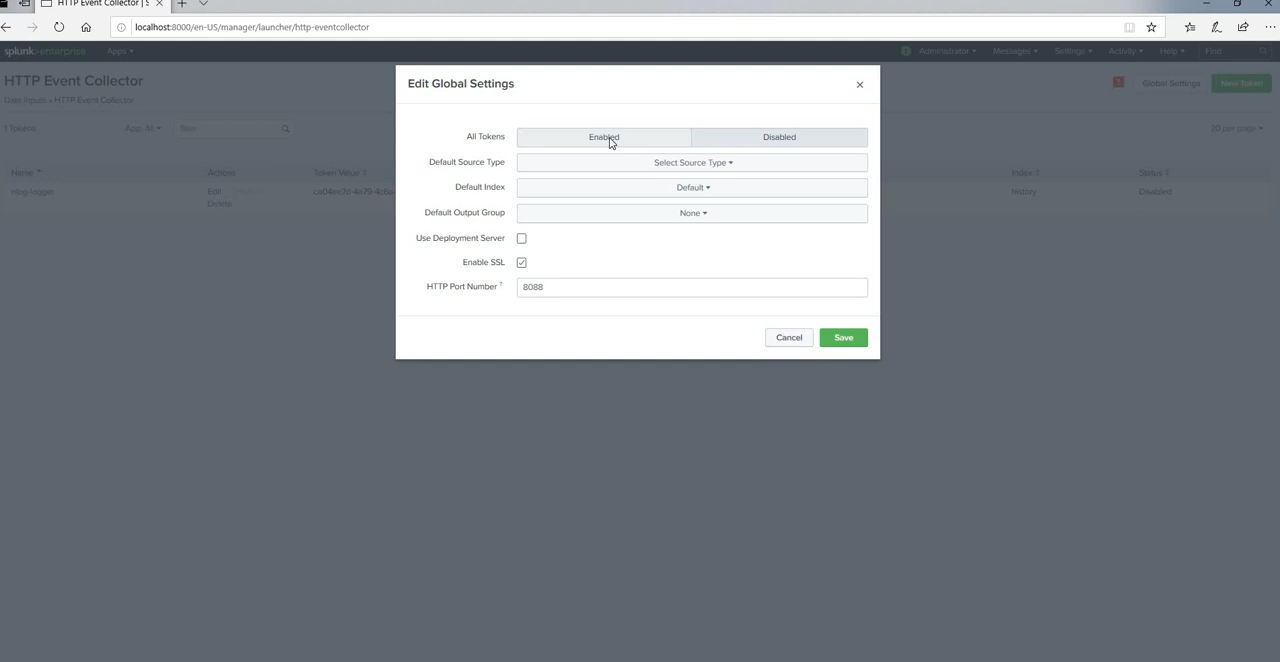 HTTP Event Collector | S
localhost:8000/en-US/manager/launcher/http-eventcollector
splunk>enterprise Apps Administrator Messages Settings Activity Help Find
HTTP Event Collector
Data Inputs » HTTP Event Collector
Global Settings New Token
1 Tokens App: All filter 20 per page
Name Actions Token Value Index Status
nlog-logger Edit history Disabled
Delete
Edit Global Settings
All Tokens Enabled Disabled
Default Source Type Select Source Type
Default Index Default
Default Output Group None
Use Deployment Server
Enable SSL
HTTP Port Number ? 8088
Cancel Save